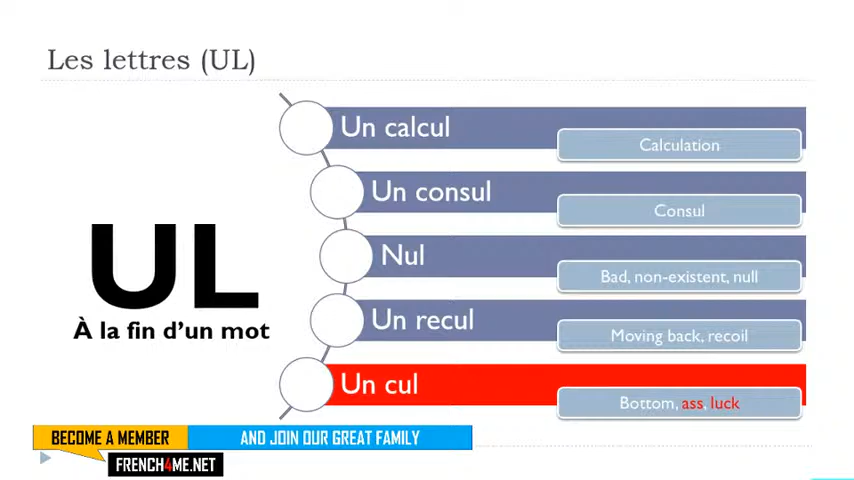 Les lettres (UL)
UL
À la fin d'un mot
Un calcul
Calculation
Un consul
Consul
Nul
Bad, non-existent, null
Un recul
Moving back, recoil
Un cul
Bottom, ass, luck
BECOME A MEMBER
AND JOIN OUR GREAT FAMILY
FRENCH4ME.NET